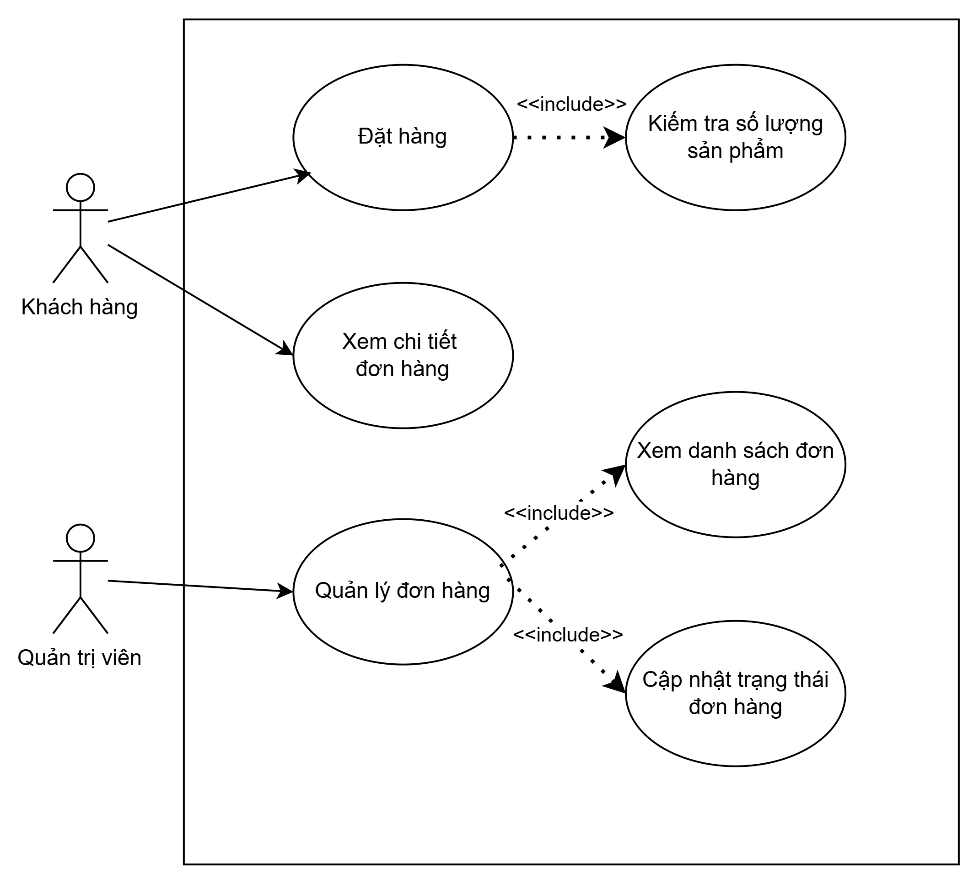 Đặt hàng
<<include>>
Kiểm tra số lượng
sản phẩm
Khách hàng
Xem chi tiết
đơn hàng
Xem danh sách đơn
hàng
<<include>>
Quản lý đơn hàng
<<include>>
Quản trị viên
Cập nhật trạng thái
đơn hàng